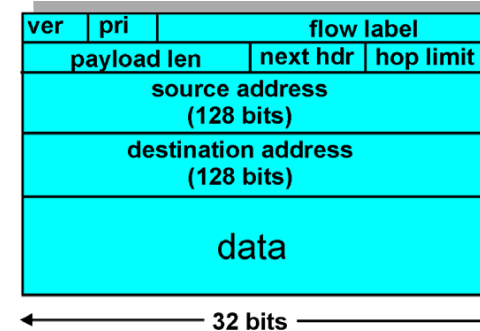 ver pri flow label
payload len next hdr hop limit
source address
(128 bits)
destination address
(128 bits)
data
32 bits